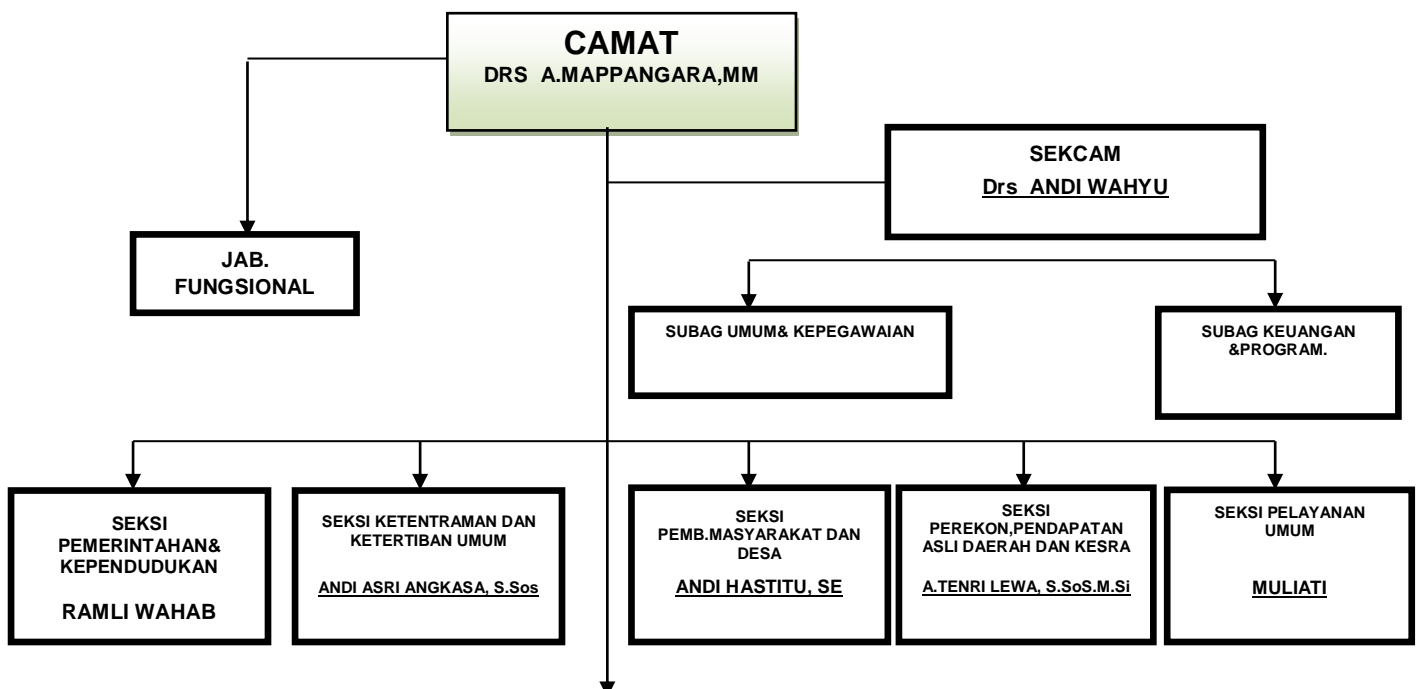 CAMAT
DRS A.MAPPANGARA,MM
SEKCAM
Drs ANDI WAHYU
JAB.
FUNGSIONAL
SUBAG UMUM& KEPEGAWAIAN
SUBAG KEUANGAN
&PROGRAM.
SEKSI
PEMERINTAHAN&
KEPENDUDUKAN
RAMLI WAHAB
SEKSI KETENTRAMAN DAN
KETERTIBAN UMUM
ANDI ASRI ANGKASA, S.Sos
SEKSI
PEMB.MASYARAKAT DAN
DESA
ANDI HASTITU, SE
SEKSI
PEREKON,PENDAPATAN
ASLI DAERAH DAN KESRA
A.TENRI LEWA, S.SoS.M.Si
SEKSI PELAYANAN
UMUM
MULIATI